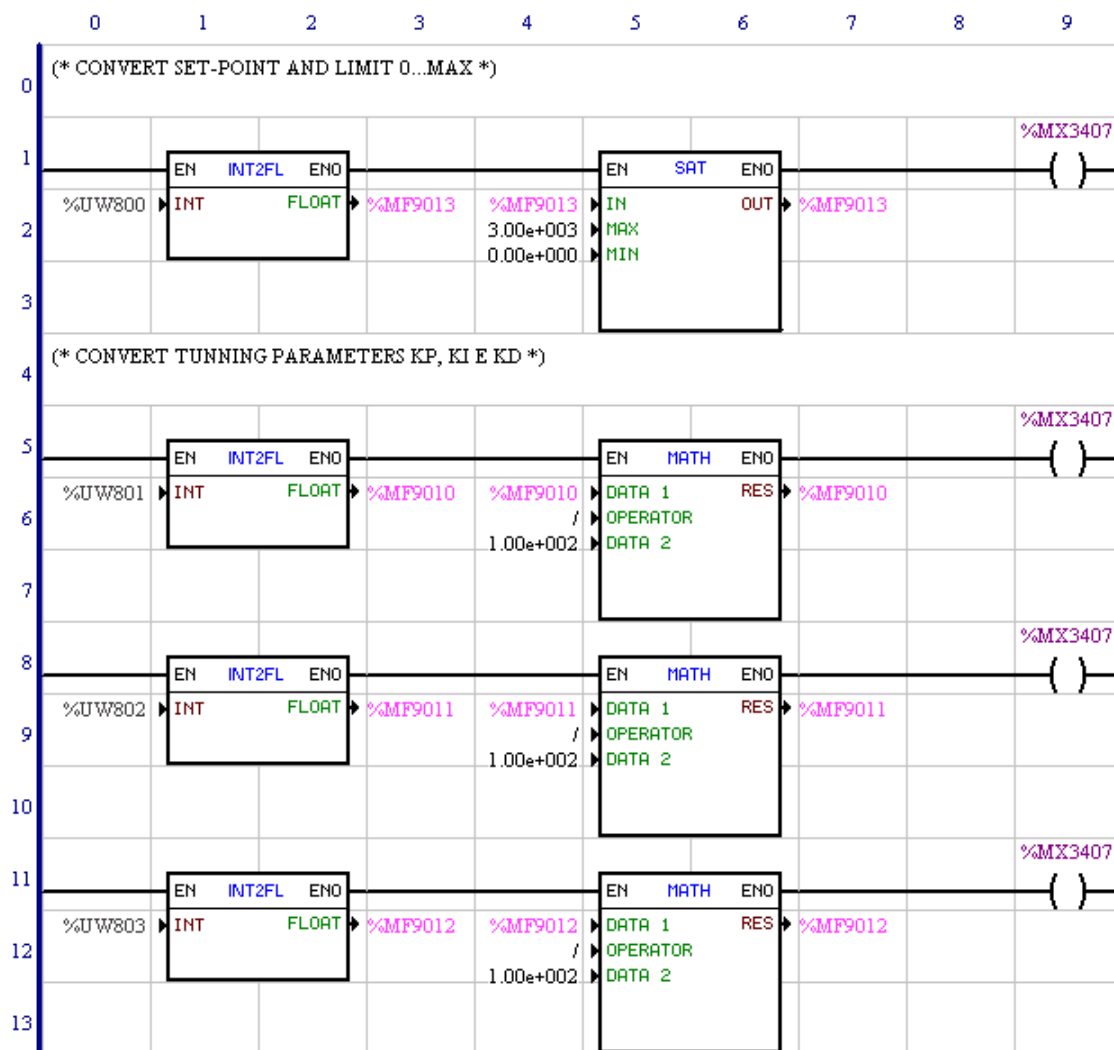 0 1 2 3 4 5 6 7 8 9
0 (* CONVERT SET-POINT AND LIMIT 0...MAX *)
%MX3407
1 EN INT2FL ENO EN SAT ENO ( )
%UW800 INT FLOAT %MF9013 %MF9013 IN OUT %MF9013
2 3.00e+003 MAX
0.00e+000 MIN
3
(* CONVERT TUNNING PARAMETERS KP, KI E KD *)
4
%MX3407
5 EN INT2FL ENO EN MATH ENO ( )
%UW801 INT FLOAT %MF9010 %MF9010 DATA 1 RES %MF9010
6 / OPERATOR
1.00e+002 DATA 2
7
%MX3407
8 EN INT2FL ENO EN MATH ENO ( )
%UW802 INT FLOAT %MF9011 %MF9011 DATA 1 RES %MF9011
9 / OPERATOR
1.00e+002 DATA 2
10
%MX3407
11 EN INT2FL ENO EN MATH ENO ( )
%UW803 INT FLOAT %MF9012 %MF9012 DATA 1 RES %MF9012
12 / OPERATOR
1.00e+002 DATA 2
13